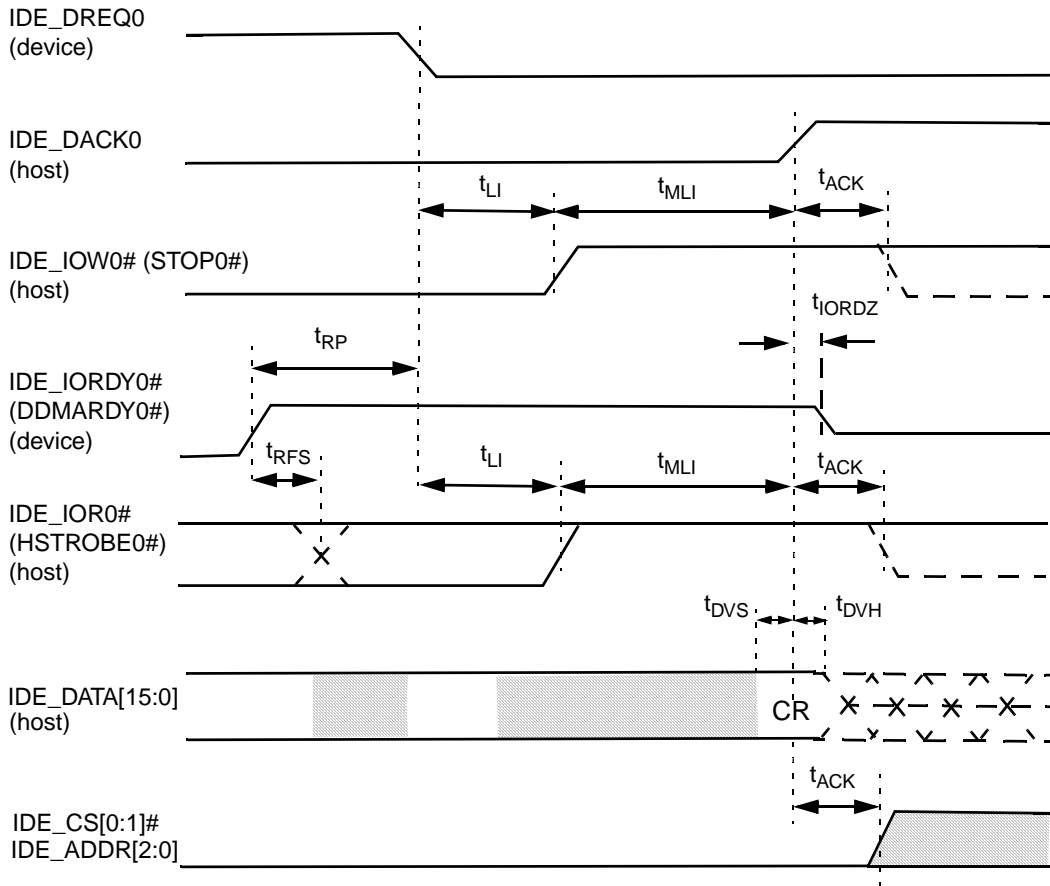 IDE_DREQ0
(device)
IDE_DACK0
(host)
tLI
tMLI
tACK
IDE_IOW0# (STOP0#)
(host)
tIORDZ
tRP
IDE_IORDY0#
(DDMARDY0#)
(device)
tRFS
tLI
tMLI
tACK
IDE_IOR0#
(HSTROBE0#)
(host)
tDVS
tDVH
IDE_DATA[15:0]
(host)
CR
tACK
IDE_CS[0:1]#
IDE_ADDR[2:0]